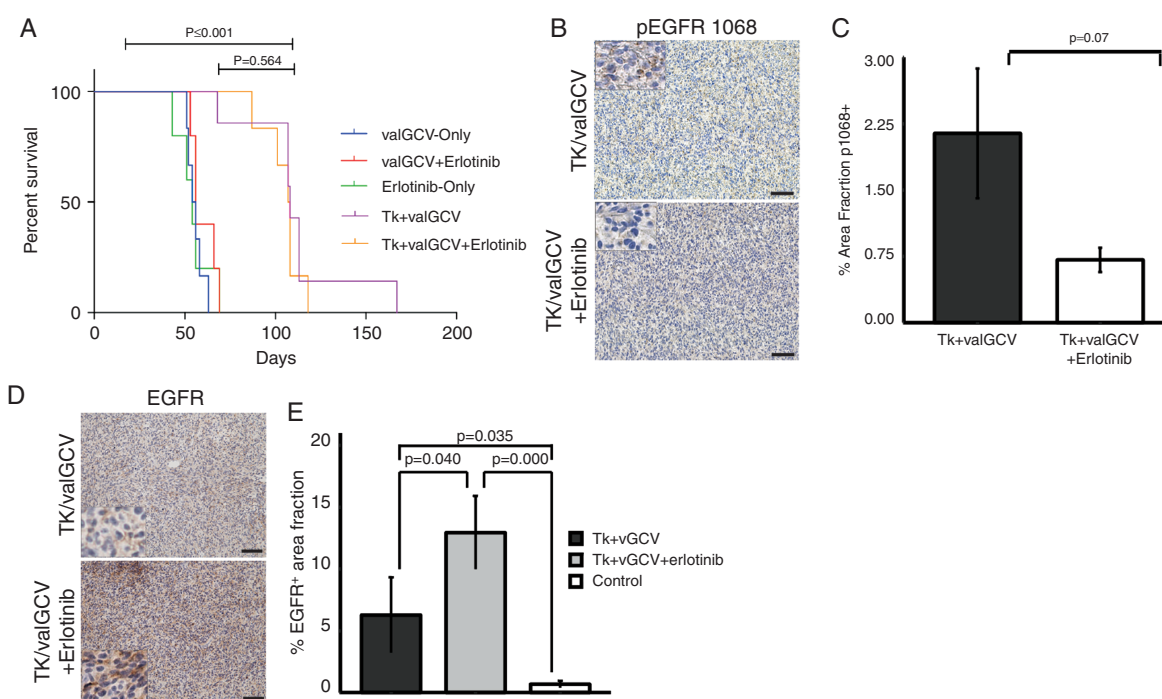 A
P≤0.001
P=0.564
100
50
0
Percent survival
0
50
100
150
200
Days
valGCV-Only
valGCV+Erlotinib
Erlotinib-Only
Tk+valGCV
Tk+valGCV+Erlotinib
B
pEGFR 1068
TK/valGCV
TK/valGCV
+Erlotinib
C
p=0.07
3.00
2.25
1.50
0.75
0.00
% Area Fracrtion p1068+
Tk+valGCV
Tk+valGCV
+Erlotinib
D
EGFR
TK/valGCV
TK/valGCV
+Erlotinib
E
p=0.035
p=0.040
p=0.000
20
15
10
5
0
% EGFR⁺ area fraction
Tk+vGCV
Tk+vGCV+erlotinib
Control